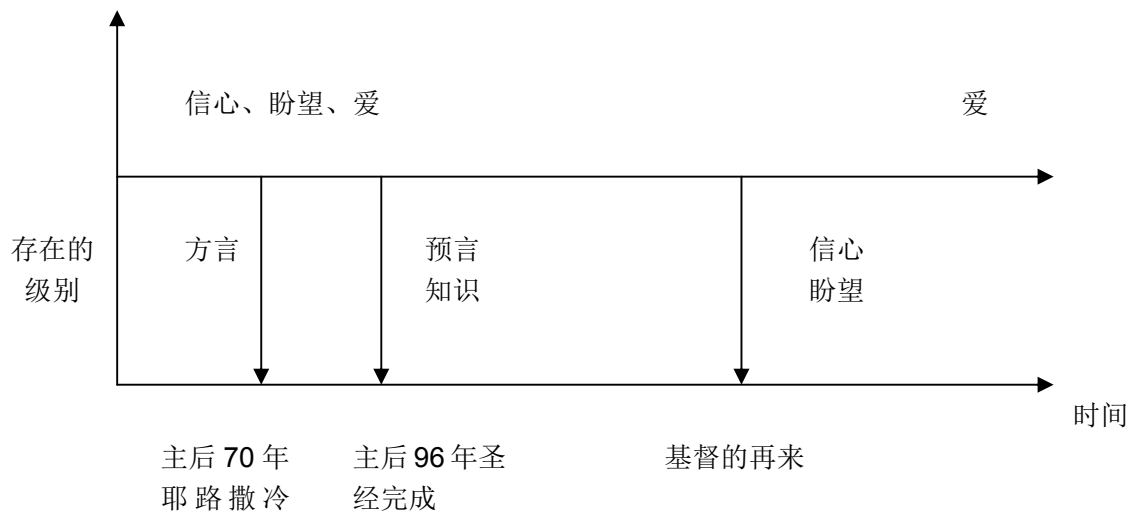 信心、盼望、爱
爱
存在的
级别
方言
预言
知识
信心
盼望
时间
主后 70 年
耶路撒冷
主后 96 年圣
经完成
基督的再来